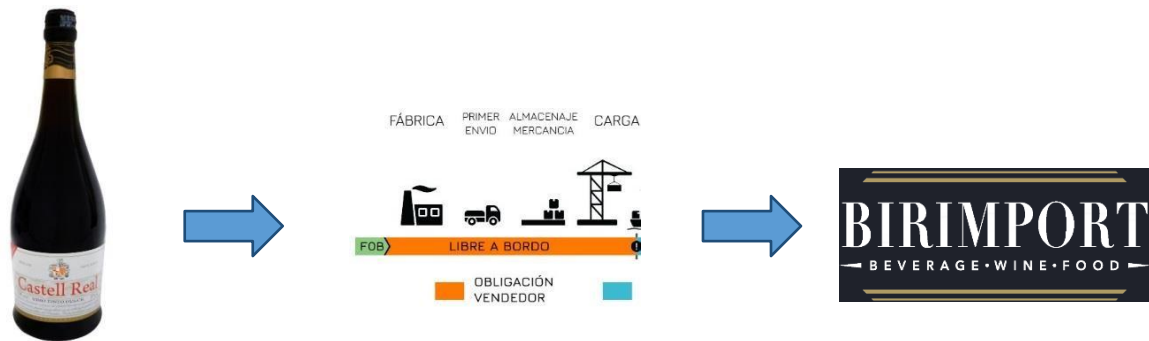 Castell Real
FÁBRICA
PRIMER ENVIO
ALMACENAJE MERCANCIA
CARGA
FOB
LIBRE A BORDO
OBLIGACIÓN
VENDEDOR
BIRIMPORT
BEVERAGE•WINE•FOOD